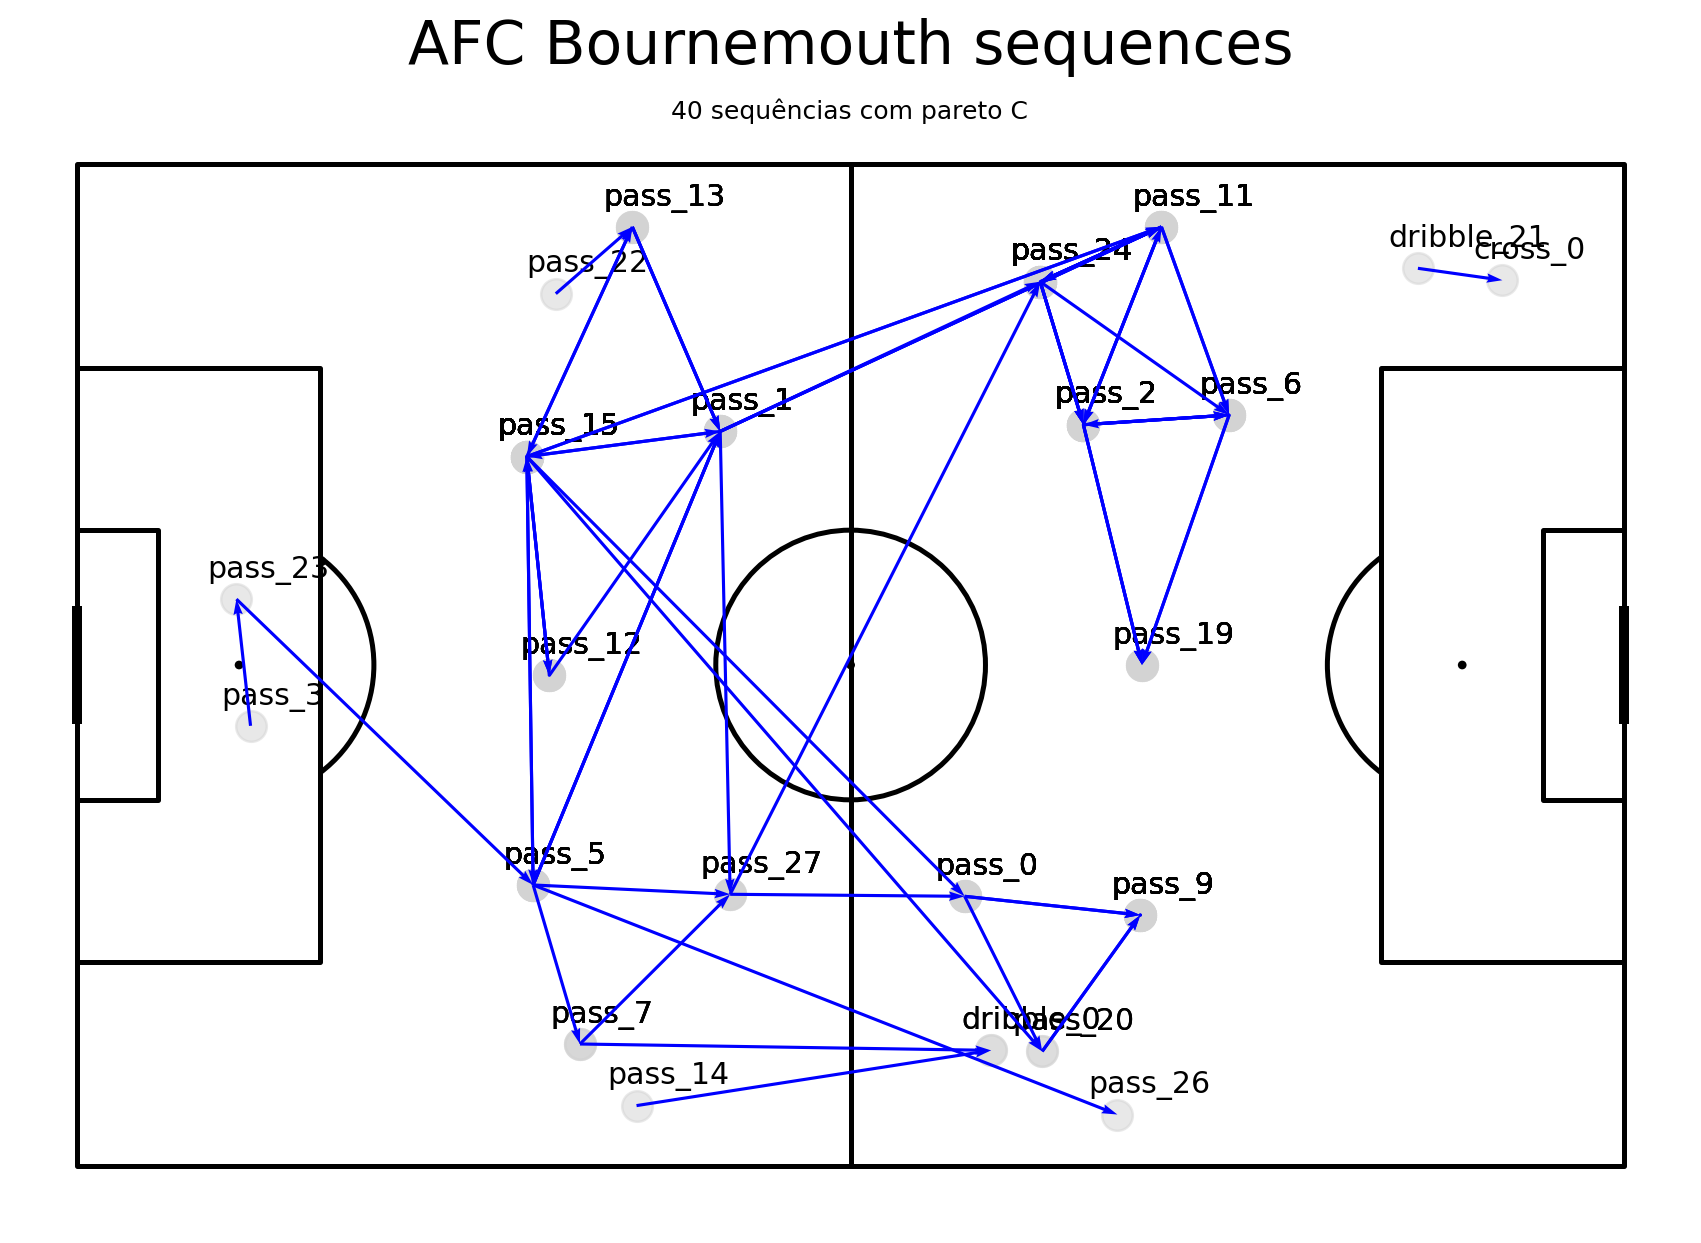 AFC Bournemouth sequences
40 sequências com pareto C
pass_13
pass_11
dribble_21
cross_0
pass_24
pass_22
pass_6
pass_2
pass_1
pass_15
pass_23
pass_19
pass_12
pass_3
pass_5
pass_27
pass_0
pass_9
pass_7
dribble_0
pass_20
pass_14
pass_26